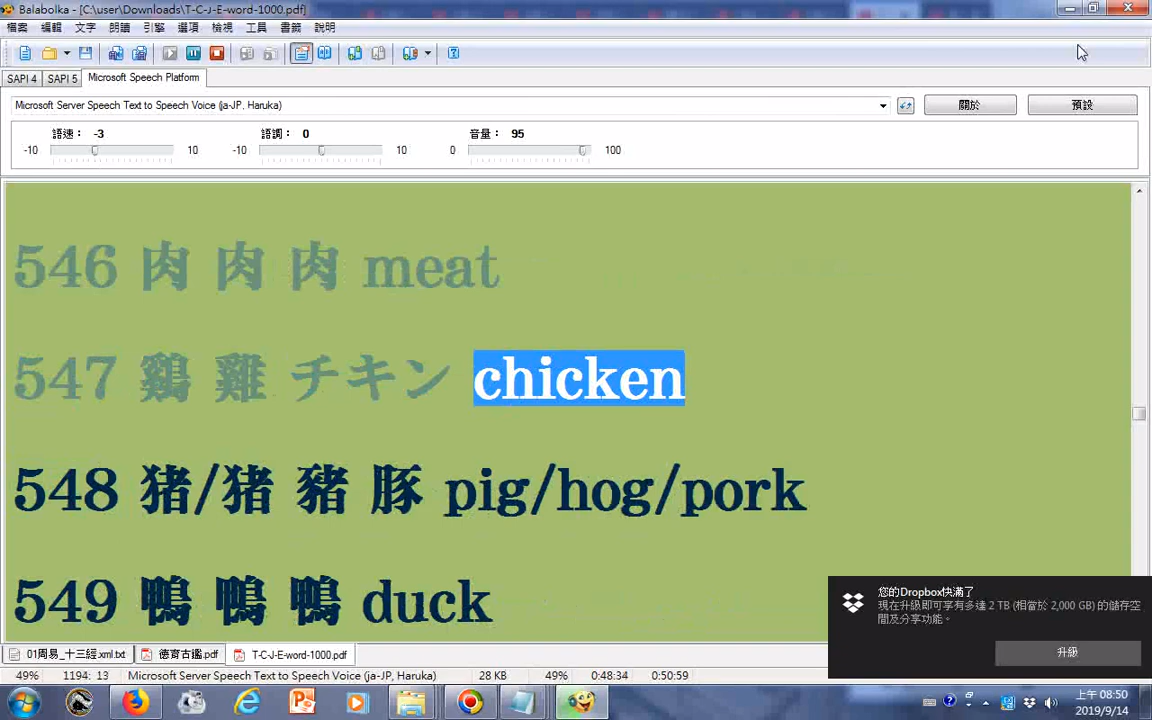 Balabolka - [C:\user\Downloads\T-C-J-E-word-1000.pdf]
檔案 編輯 文字 朗讀 引擎 選項 檢視 工具 書籤 說明
SAPI 4 SAPI 5 Microsoft Speech Platform
Microsoft Server Speech Text to Speech Voice (ja-JP, Haruka) 關於 預設
語速： -3 語調： 0 音量： 95
-10 10 -10 10 0 100
546 肉 肉 肉 meat
547 鷄 雞 チキン chicken
548 猪/猪 豬 豚 pig/hog/pork
549 鴨 鴨 鴨 duck
您的Dropbox快滿了
現在升級即可享有多達 2 TB (相當於 2,000 GB) 的儲存空
間及分享功能。
升級
01周易_十三經.xml.txt 德育古鑑.pdf T-C-J-E-word-1000.pdf
49% 1194: 13 Microsoft Server Speech Text to Speech Voice (ja-JP, Haruka) 28 KB 49% 0:48:34 0:50:59
上午 08:50
2019/9/14